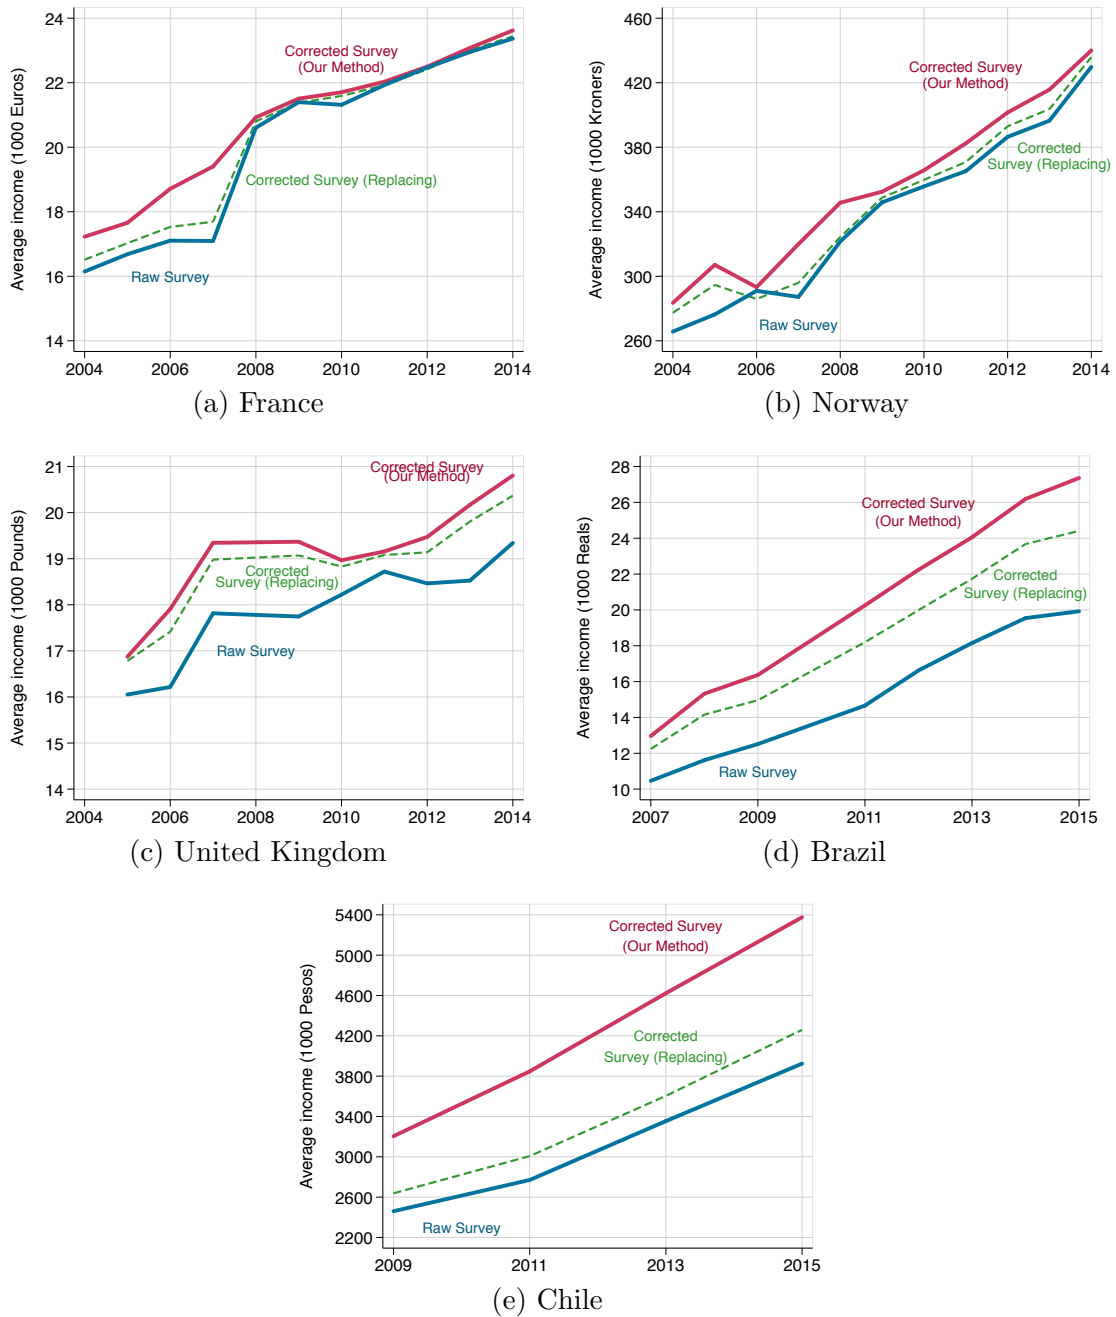 Average income (1000 Euros)
24
22
20
18
16
14
Corrected Survey
(Our Method)
Corrected Survey (Replacing)
Raw Survey
2004
2006
2008
2010
2012
2014
(a) France
Average income (1000 Kroners)
460
420
380
340
300
260
Corrected Survey
(Our Method)
Corrected
Survey (Replacing)
Raw Survey
2004
2006
2008
2010
2012
2014
(b) Norway
Average income (1000 Pounds)
21
20
19
18
17
16
15
14
Corrected Survey
(Our Method)
Corrected
Survey (Replacing)
Raw Survey
2004
2006
2008
2010
2012
2014
(c) United Kingdom
Average income (1000 Reals)
28
26
24
22
20
18
16
14
12
10
Corrected Survey
(Our Method)
Corrected
Survey (Replacing)
Raw Survey
2007
2009
2011
2013
2015
(d) Brazil
Average income (1000 Pesos)
5400
5000
4600
4200
3800
3400
3000
2600
2200
Corrected Survey
(Our Method)
Corrected
Survey (Replacing)
Raw Survey
2009
2011
2013
2015
(e) Chile